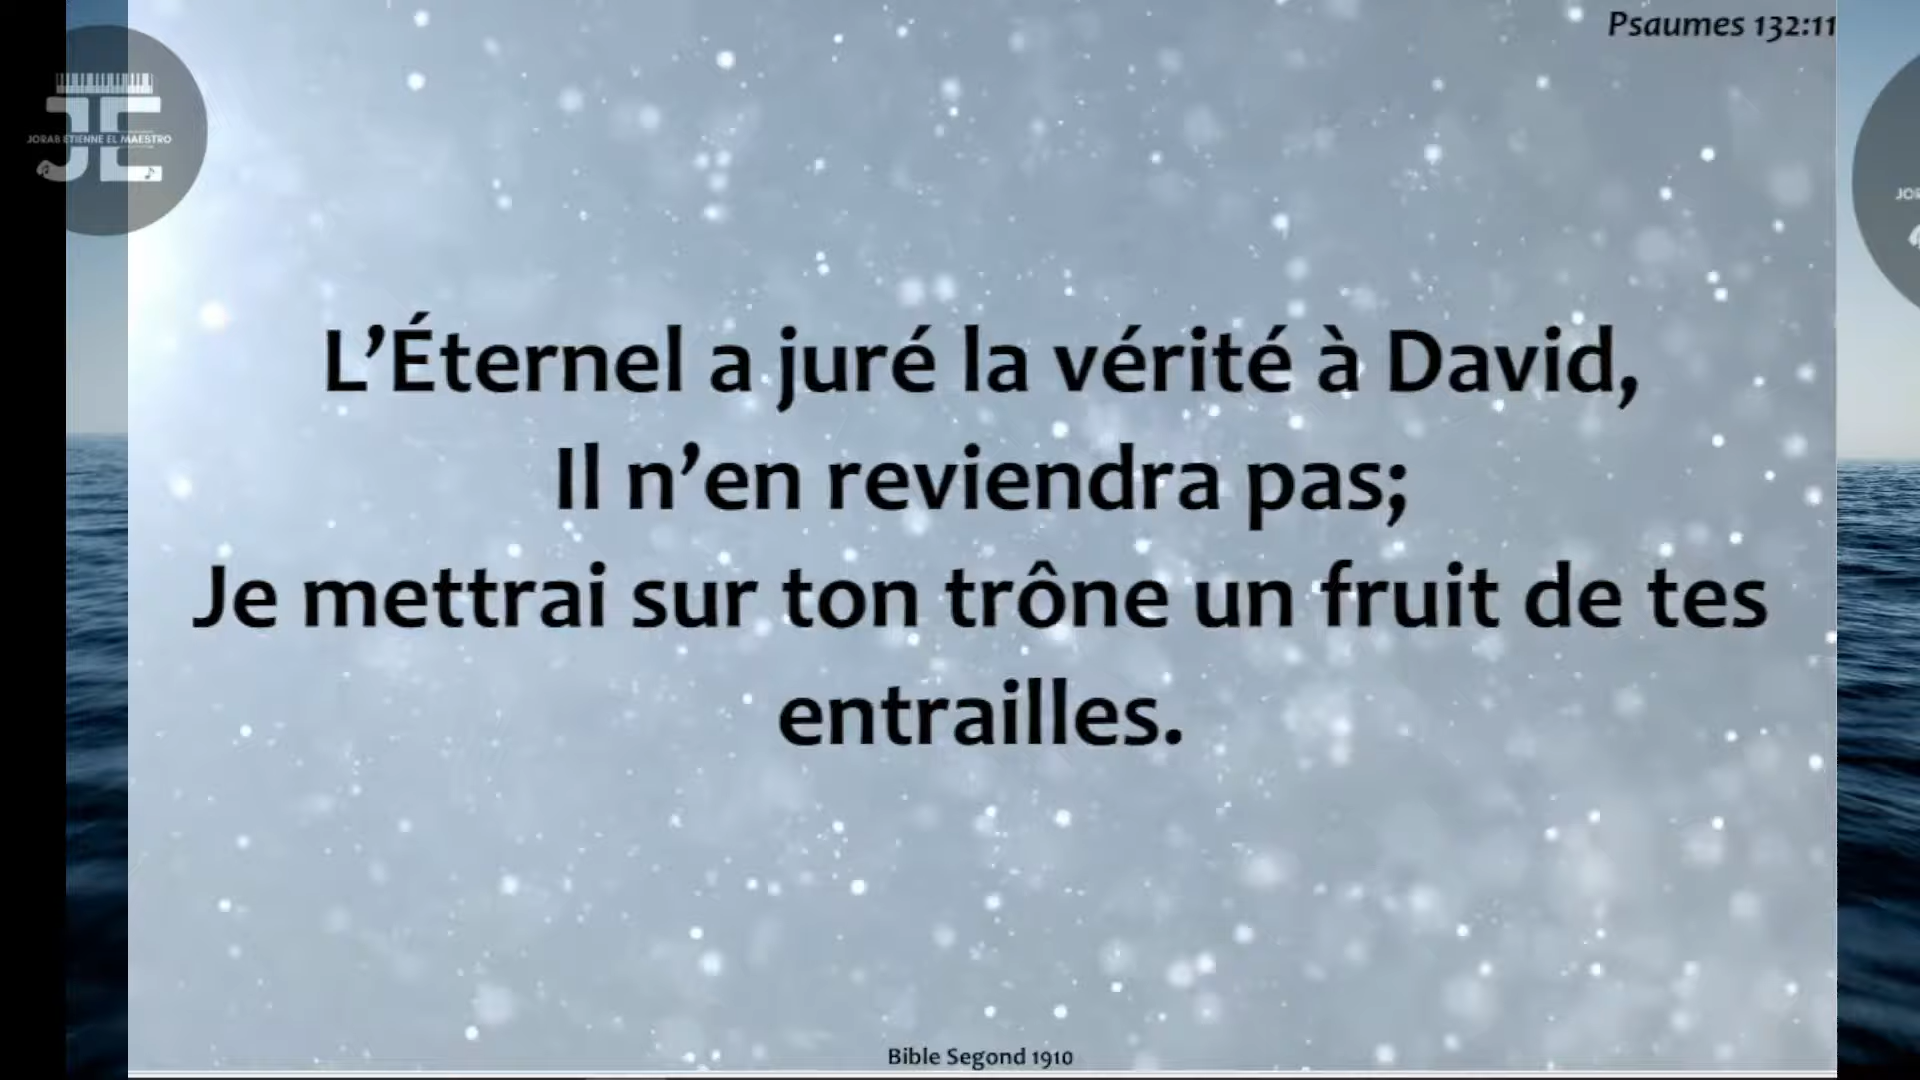 Psaumes 132:11
JORAB ETIENNE EL MAESTRO
L’Éternel a juré la vérité à David,
Il n’en reviendra pas;
Je mettrai sur ton trône un fruit de tes
entrailles.
Bible Segond 1910